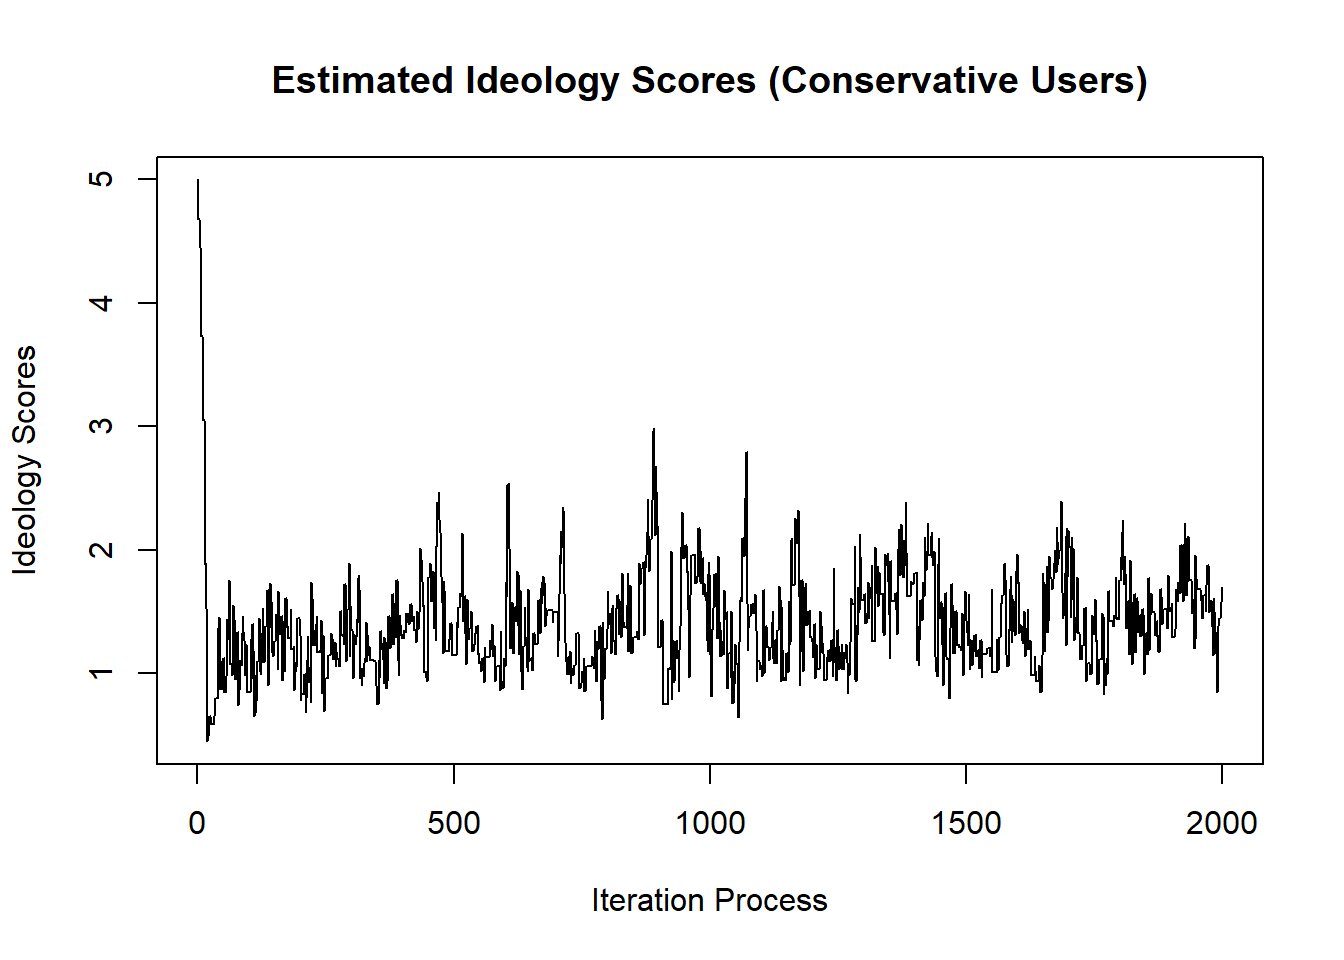 Estimated Ideology Scores (Conservative Users)
Ideology Scores
5
4
3
2
1
0 500 1000 1500 2000
Iteration Process